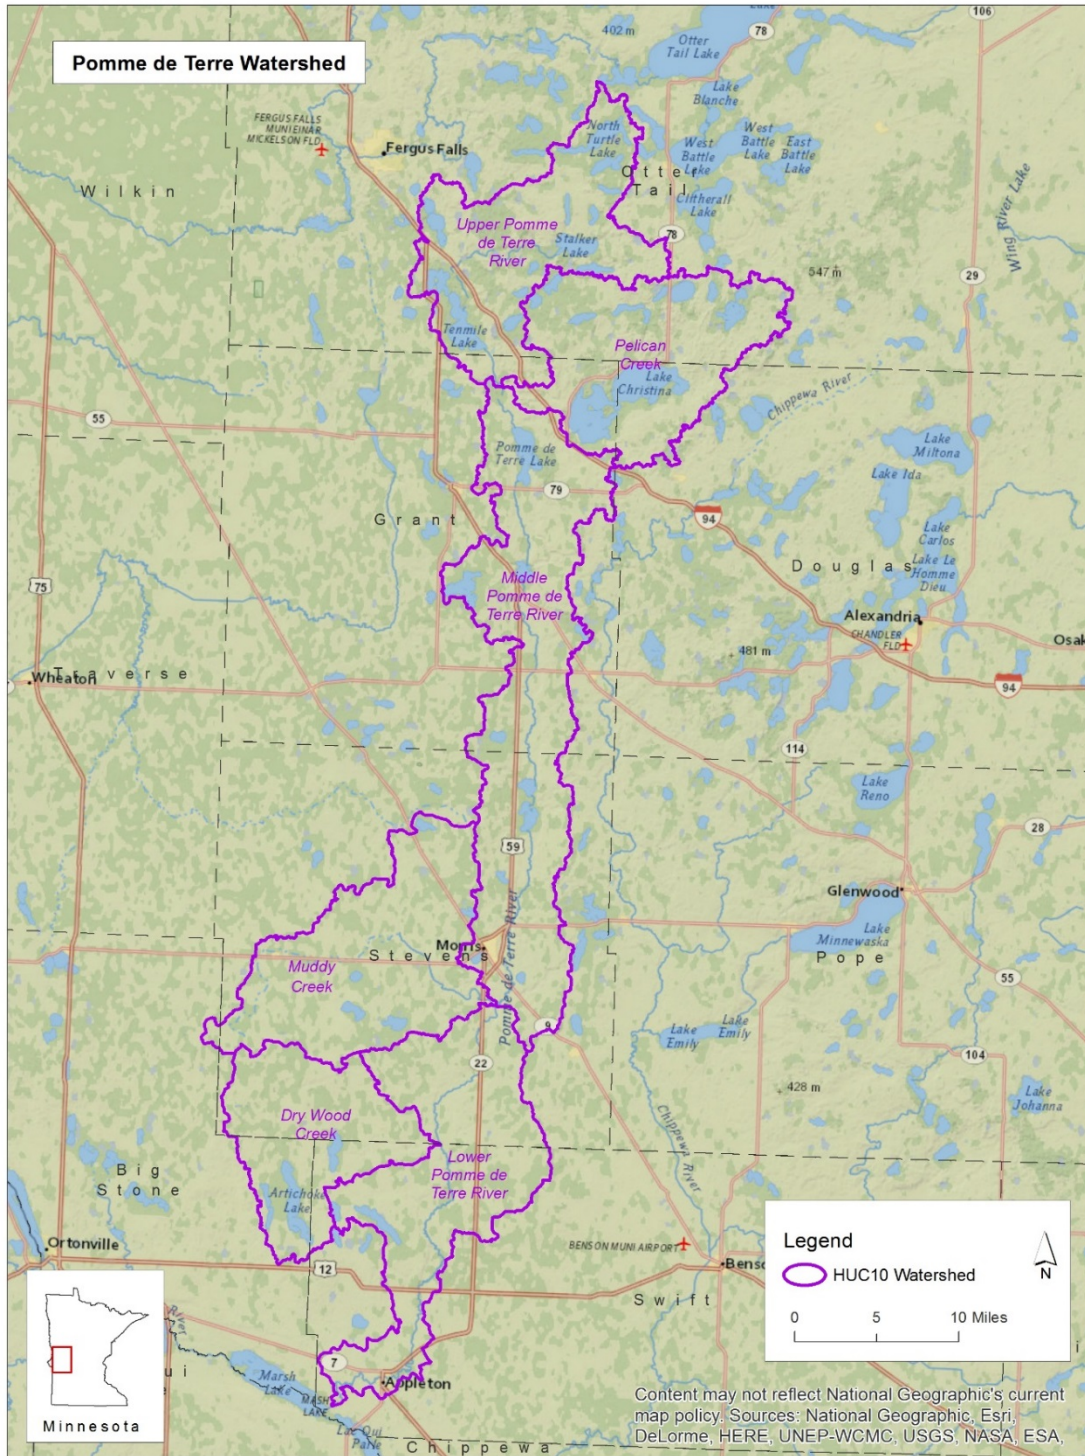 Pomme de Terre Watershed
402 m
Otter
Tail Lake
78
106
Lake
Blanche
FERGUS FALLS
MUNI EINAR
MICKELSON FLD
Fergus Falls
North
Turtle
Lake
West
Battle
Lake
West
Battle
Lake
East
Battle
Lake
Otter
Tail
Clitherall
Lake
Wilkin
Upper Pomme
de Terre
River
Stalker
Lake
78
547 m
29
Wing River Lake
Tenmile
Lake
Pelican
Creek
Lake
Christina
Chippewa River
55
Pomme de
Terre Lake
Lake
Miltona
Lake Ida
79
94
Grant
Lake
Carlos
Douglas
Lake Le
Homme
Dieu
75
Middle
Pomme de
Terre River
Alexandria
CHANDLER
FLD
Osak
481 m
Traverse
Wheaton
94
114
Lake
Reno
59
28
Glenwood
Pomme de Terre River
Lake
Minnewaska
Morris
Stevens
Pope
Muddy
Creek
55
9
Lake
Emily
Lake
Emily
22
104
428 m
Lake
Johanna
Dry Wood
Creek
Chippewa River
Lower
Pomme de
Terre River
Big
Stone
Artichoke
Lake
Ortonville
BENSON MUNI AIRPORT
Benso
12
Swift
Legend
HUC10 Watershed
N
0 5 10 Miles
Minnesota
River
ui
Marsh
Lake
7
Appleton
MASH
LAKE
Lac Qui
Parle
Chippewa
Content may not reflect National Geographic's current
map policy. Sources: National Geographic, Esri,
DeLorme, HERE, UNEP-WCMC, USGS, NASA, ESA,